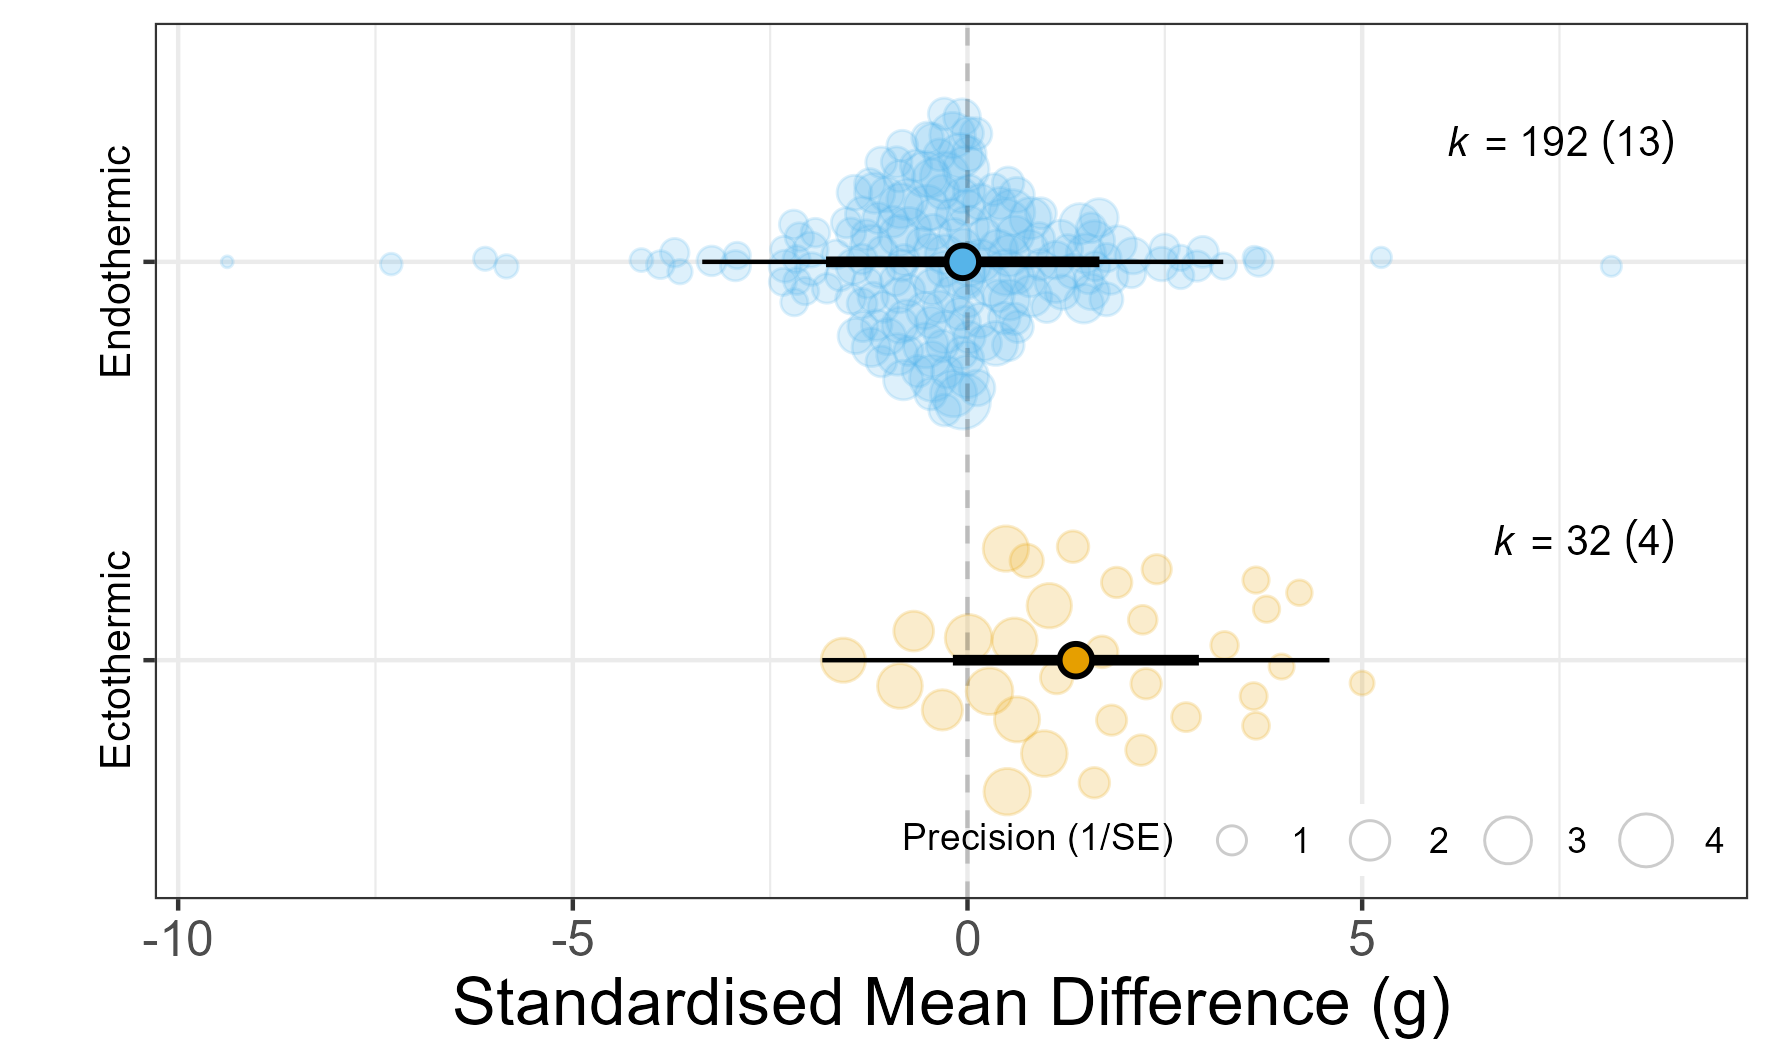 Endothermic
k = 192 (13)
Ectothermic
k = 32 (4)
Precision (1/SE) 1 2 3 4
-10 -5 0 5
Standardised Mean Difference (g)